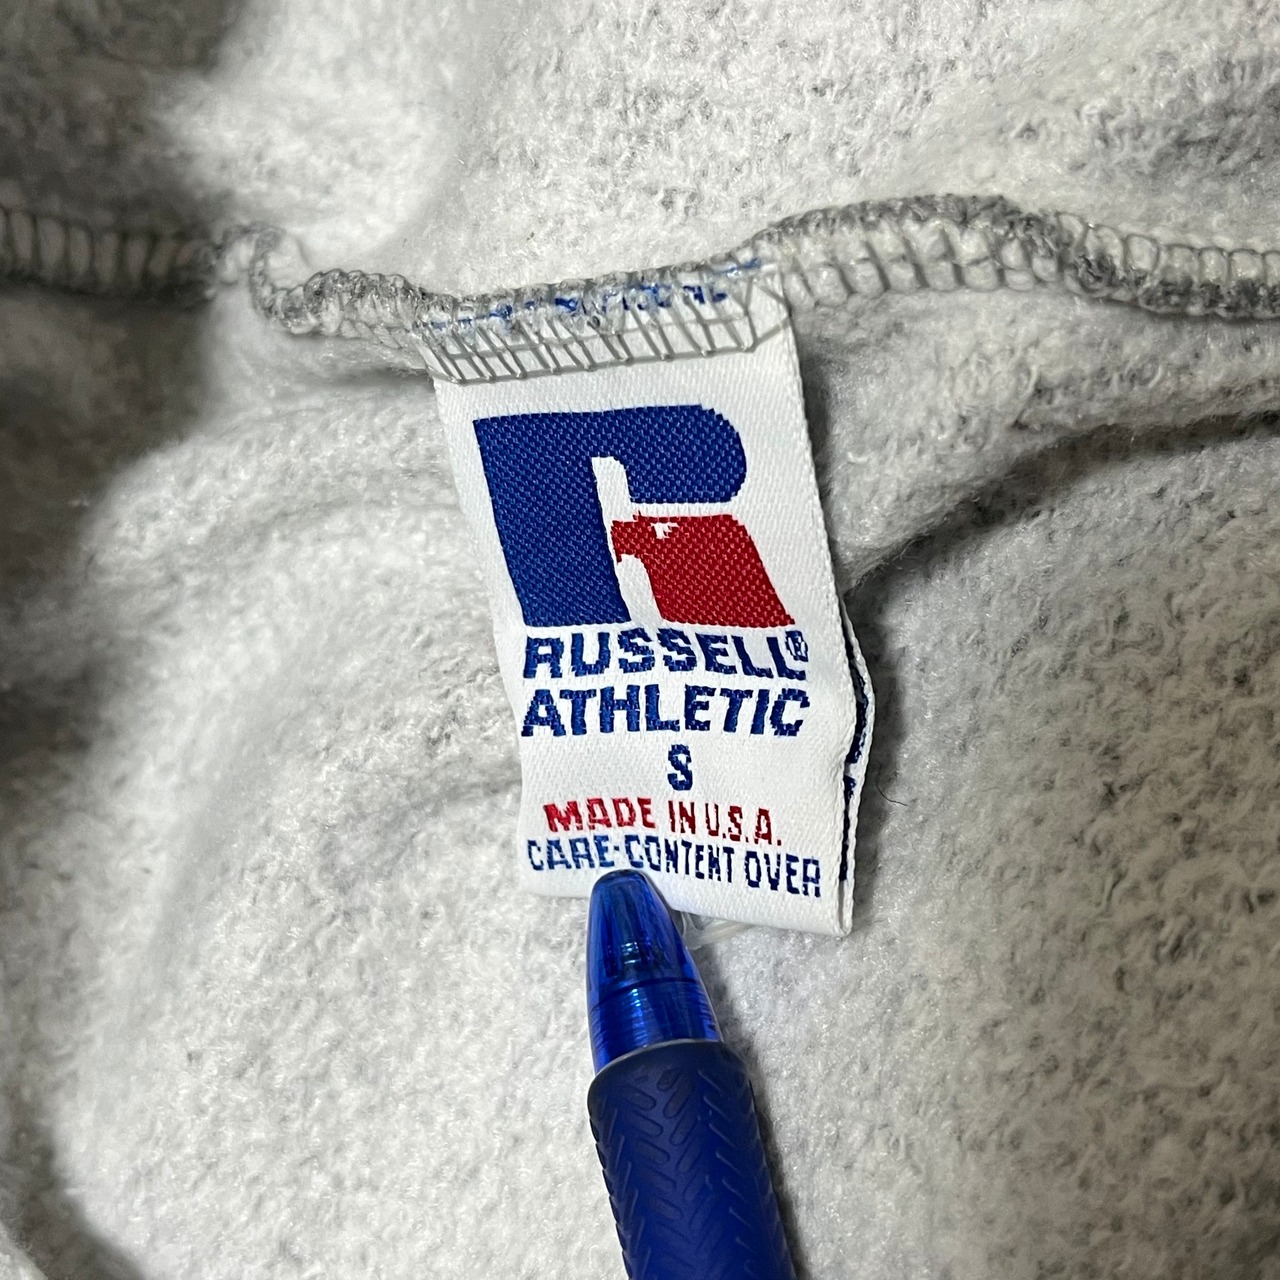 RUSSELL®
ATHLETIC
S
MADE IN U.S.A.
CARE-CONTENT OVER